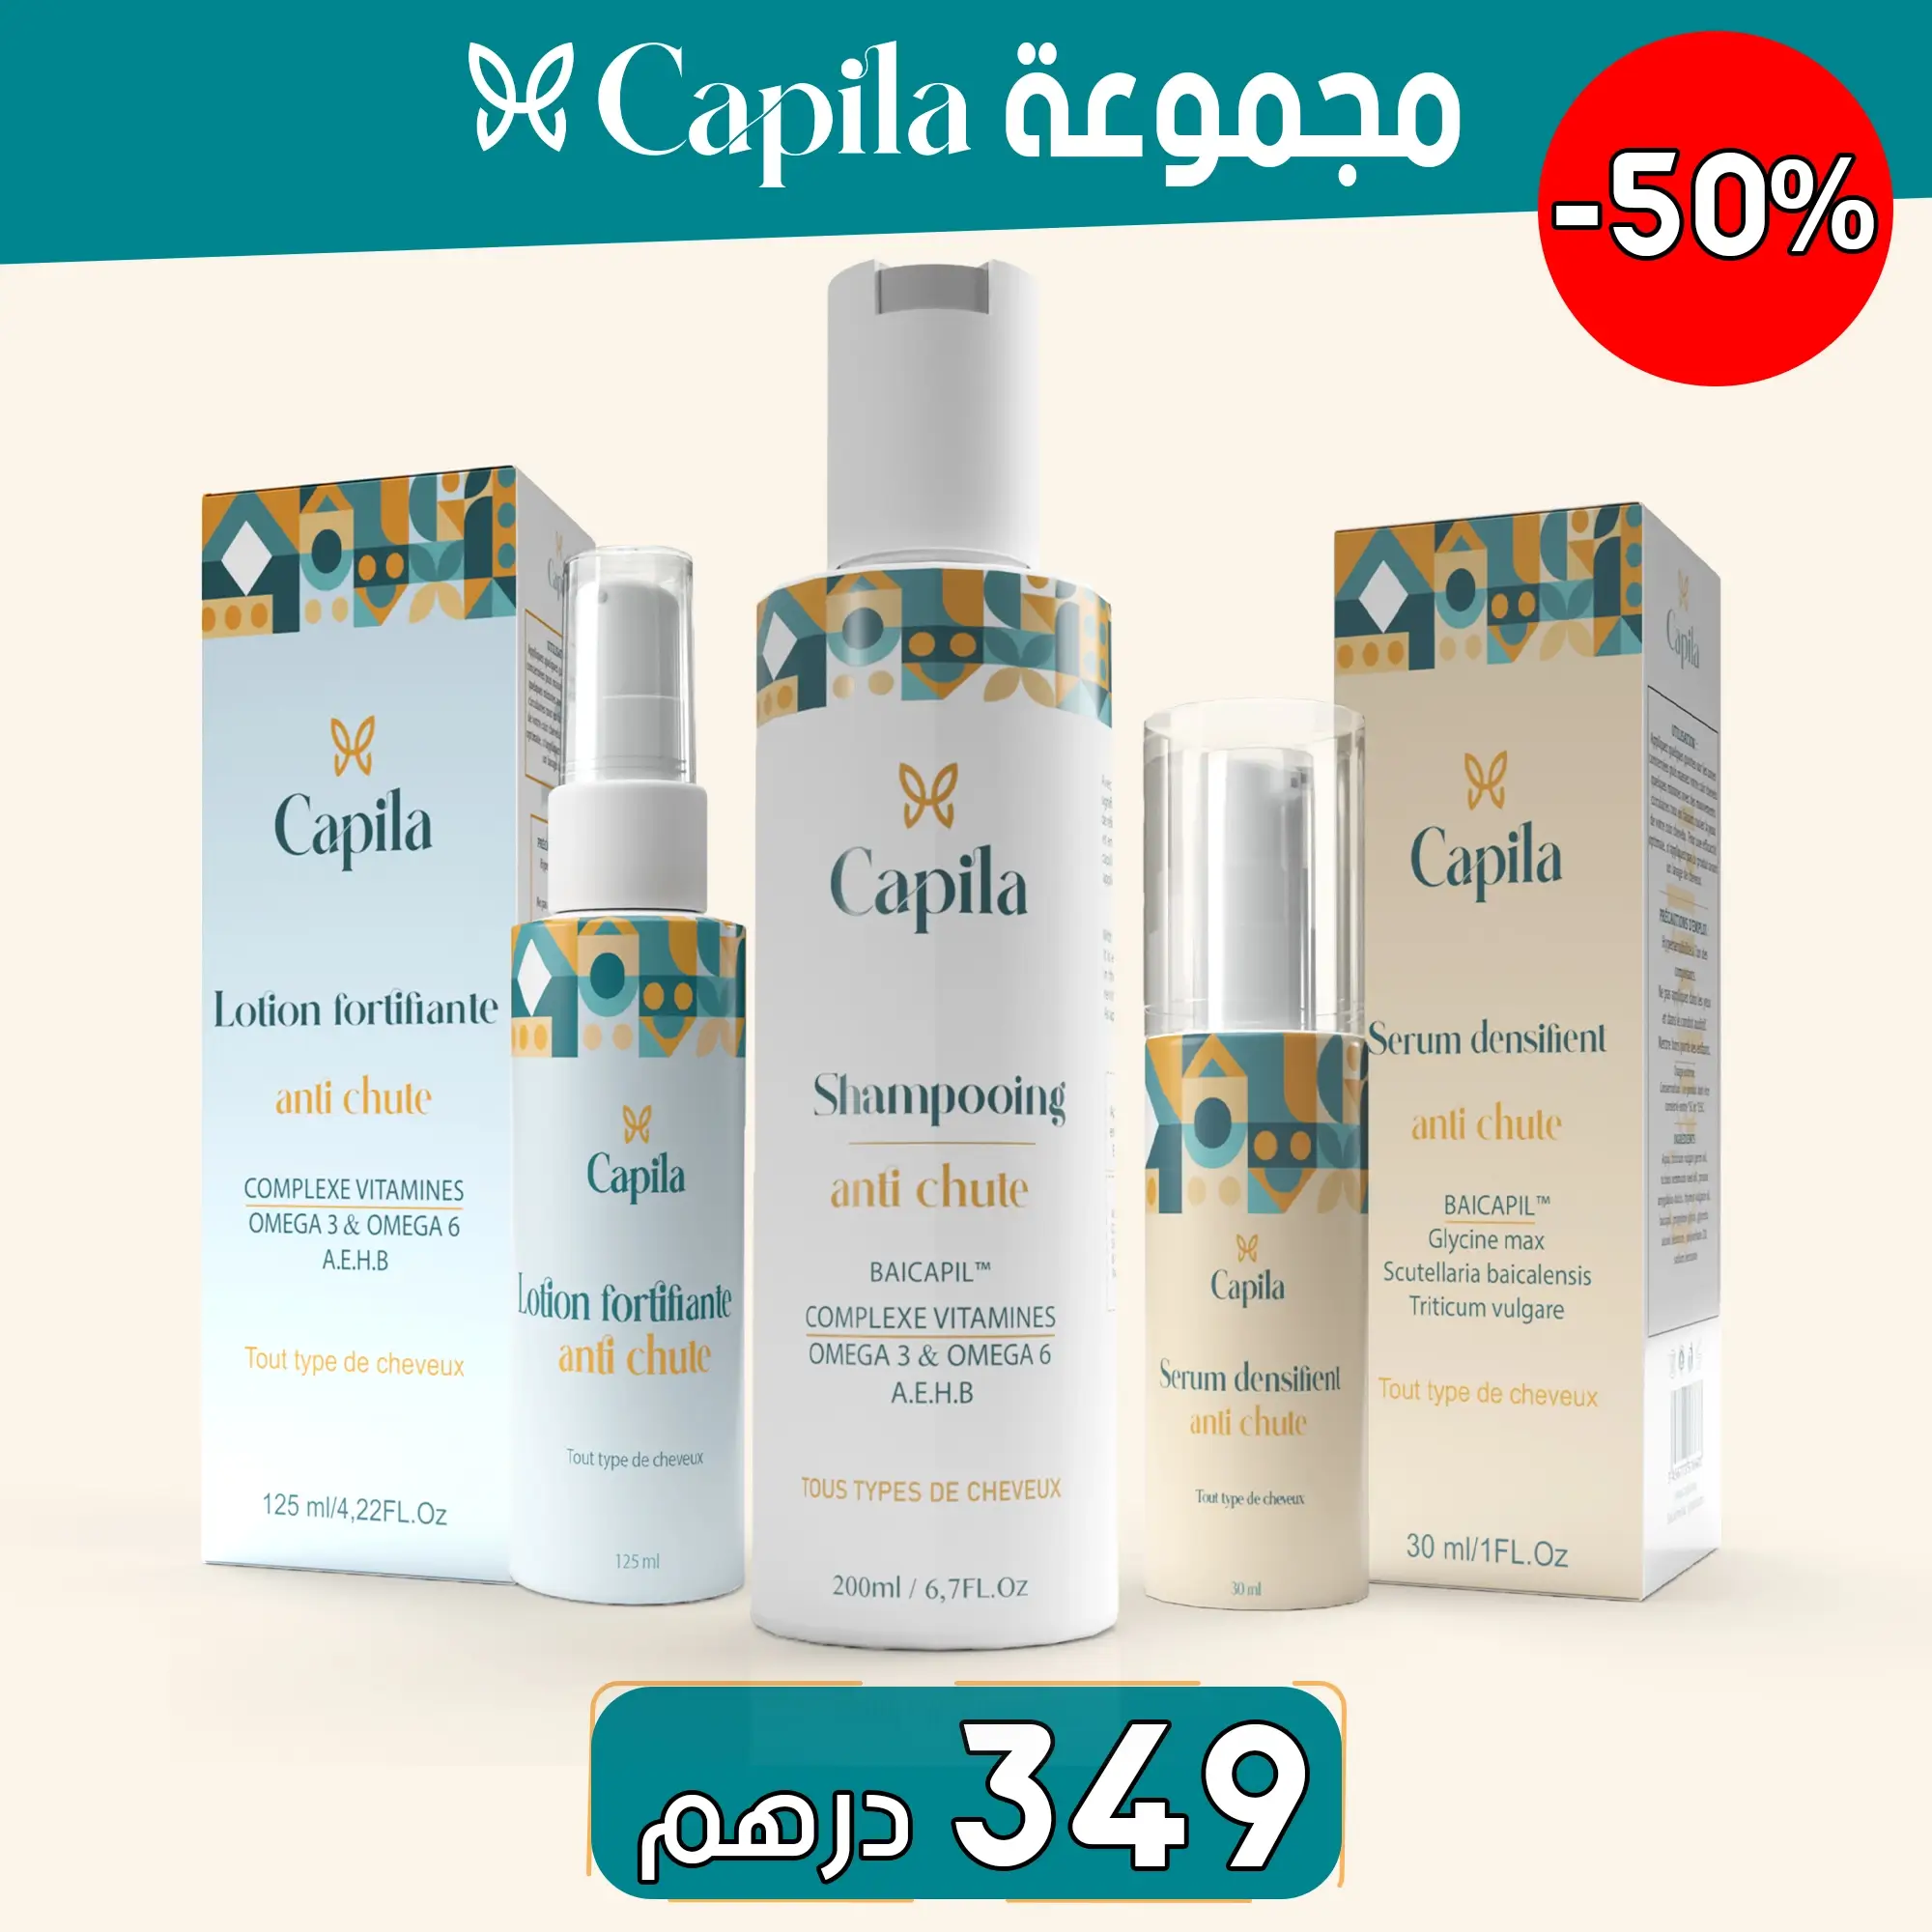 مجموعة Capila
-50%
Capila
Lotion fortifiante
anti chute
COMPLEXE VITAMINES
OMEGA 3 & OMEGA 6
A.E.H.B
Tout type de cheveux
125 ml/4,22FL.Oz
Capila
Lotion fortifiante
anti chute
Tout type de cheveux
125 ml
Capila
Shampooing
anti chute
BAICAPIL™
COMPLEXE VITAMINES
OMEGA 3 & OMEGA 6
A.E.H.B
TOUS TYPES DE CHEVEUX
200ml / 6,7FL.Oz
Capila
Serum densifient
anti chute
Tout type de cheveux
30 ml
Capila
Serum densifient
anti chute
BAICAPIL™
Glycine max
Scutellaria baicalensis
Triticum vulgare
Tout type de cheveux
30 ml/1FL.Oz
Capila
UTILISATION :
PRÉCAUTIONS D'EMPLOI :
349 درهم